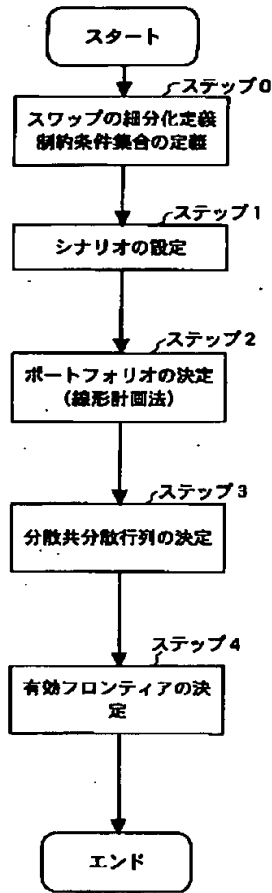 スタート
ステップ0
スワップの細分化定義
制約条件集合の定義
ステップ1
シナリオの設定
ステップ2
ポートフォリオの決定
(線形計画法)
ステップ3
分散共分散行列の決定
ステップ4
有効フロンティアの決
定
エンド